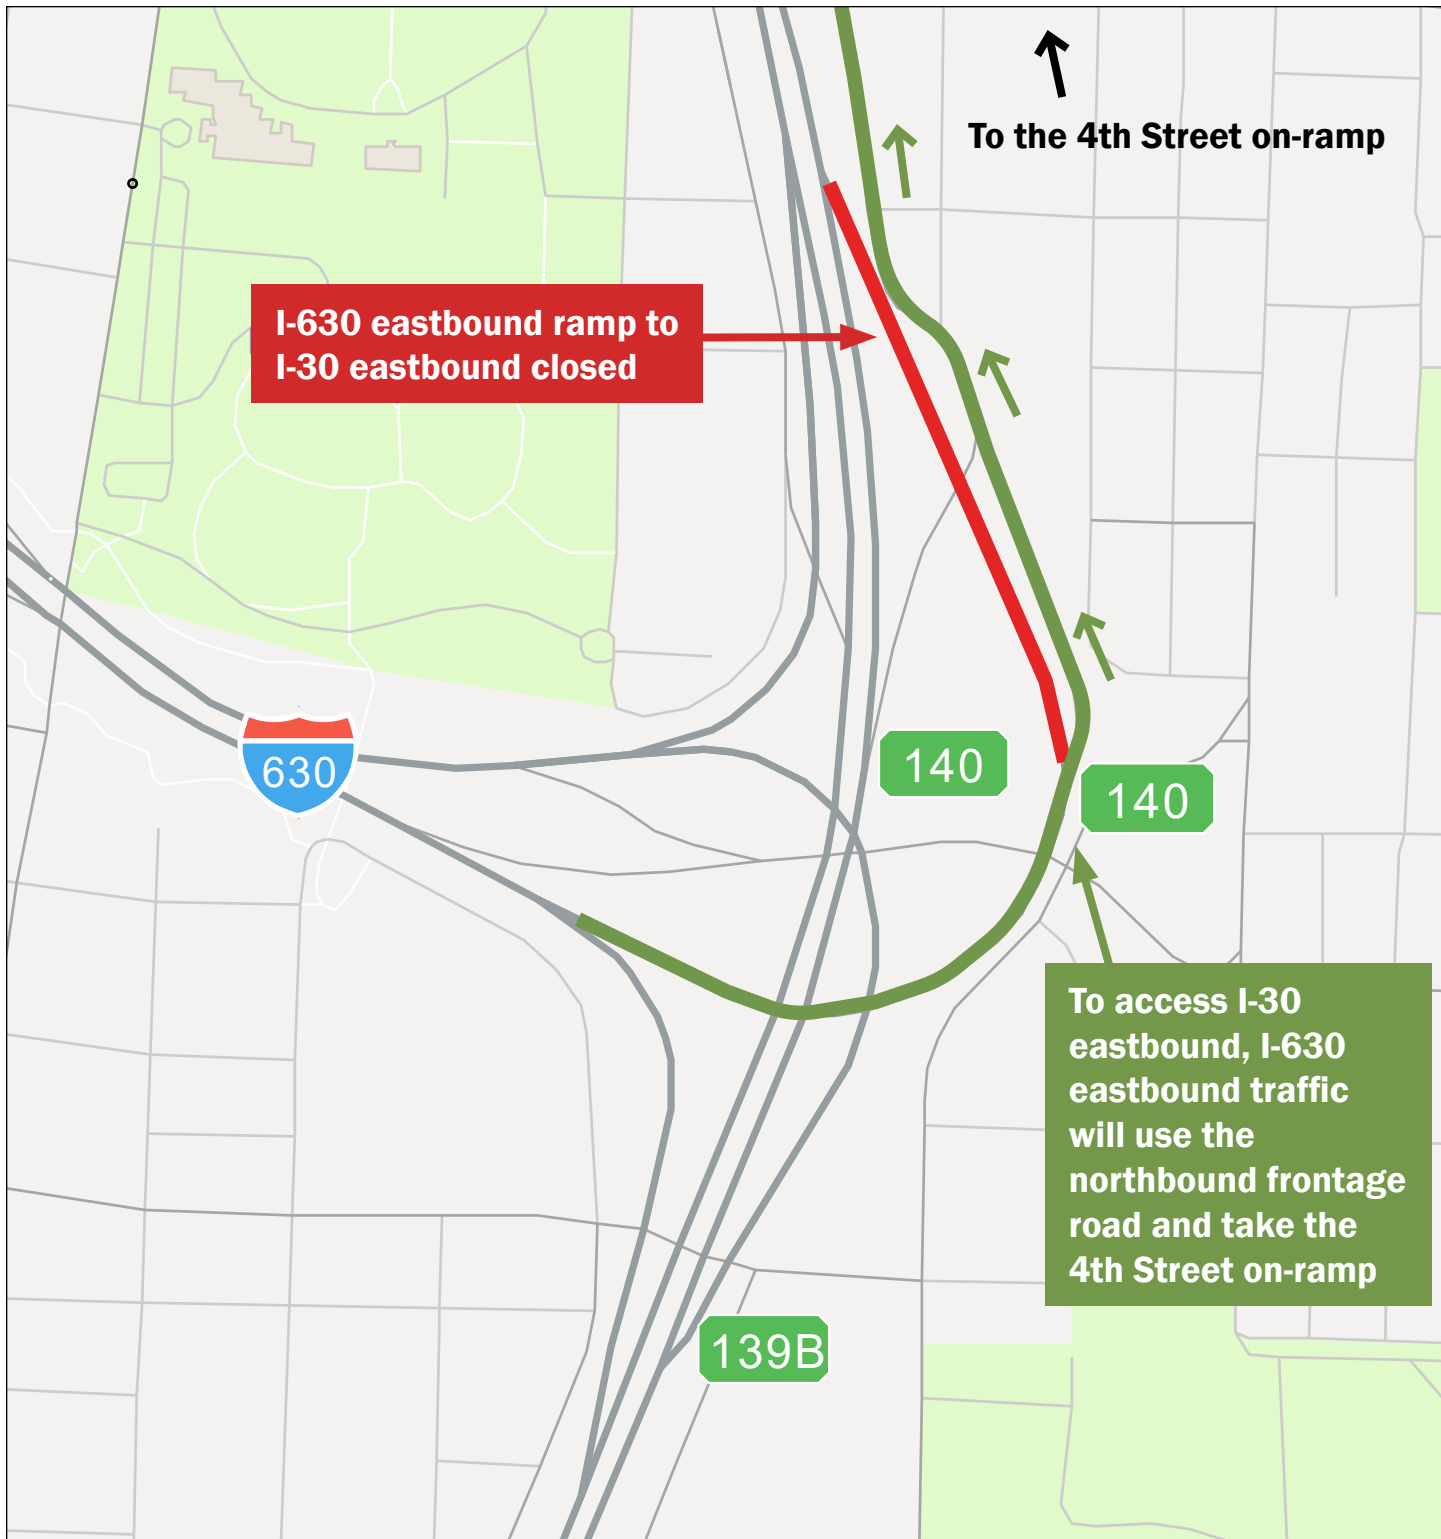 To the 4th Street on-ramp
I-630 eastbound ramp to
I-30 eastbound closed
630
140
140
To access I-30
eastbound, I-630
eastbound traffic
will use the
northbound frontage
road and take the
4th Street on-ramp
139B